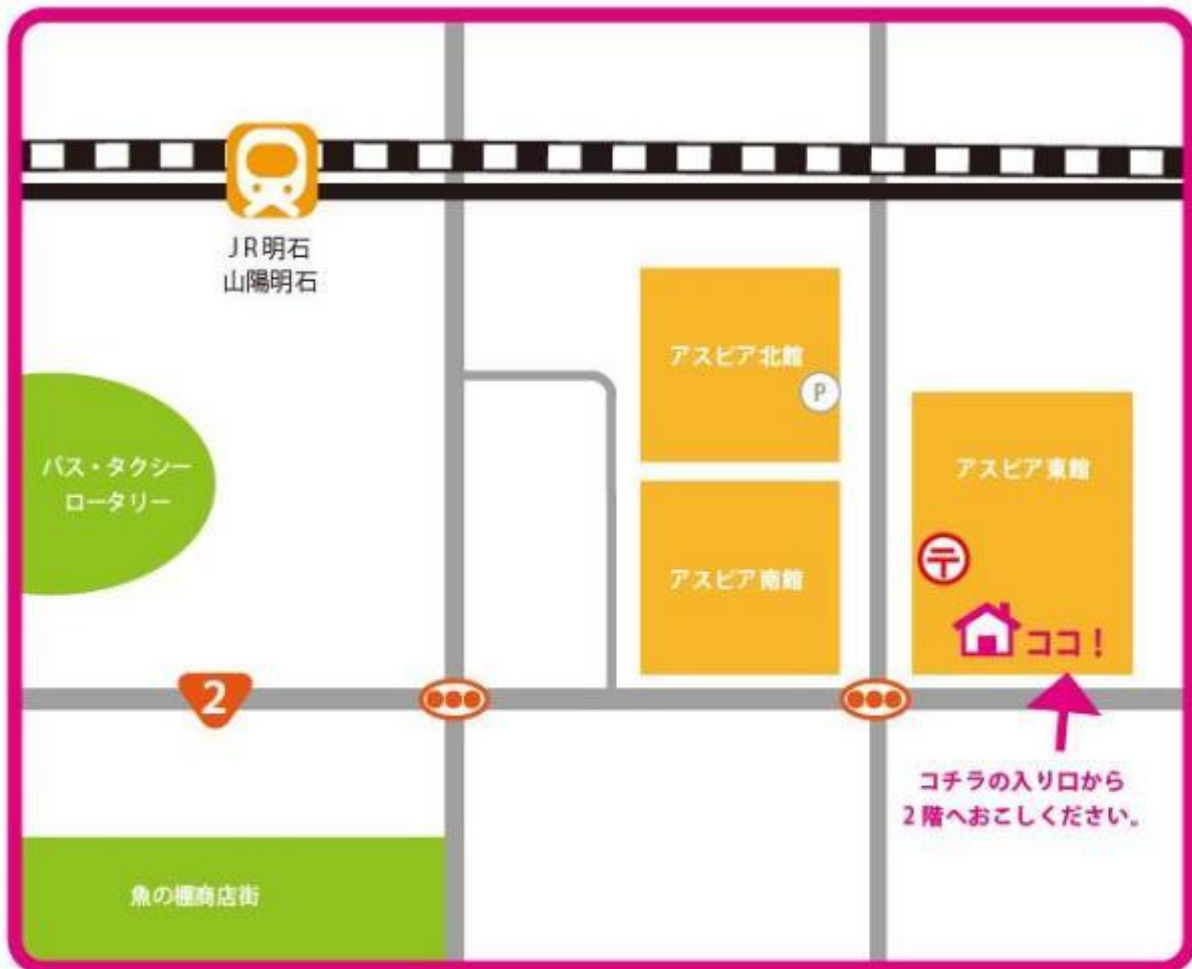 JR明石
山陽明石
アスピア北館
P
バス・タクシー
ロータリー
アスピア東館
アスピア南館
〒
ココ！
2
コチラの入り口から
2階へおこしください。
魚の棚商店街